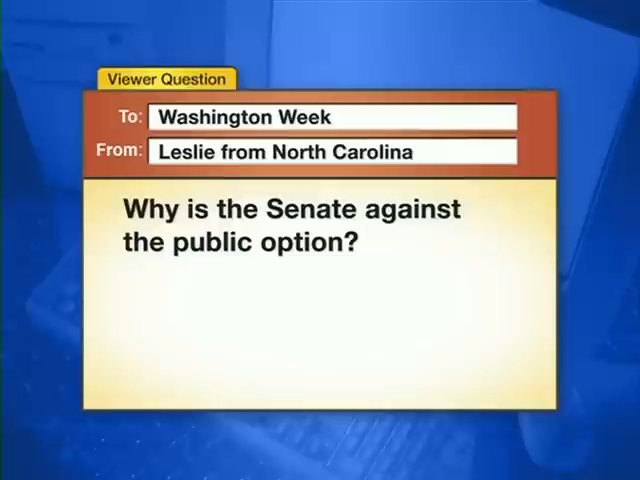 Viewer Question
To: Washington Week
From: Leslie from North Carolina
Why is the Senate against
the public option?